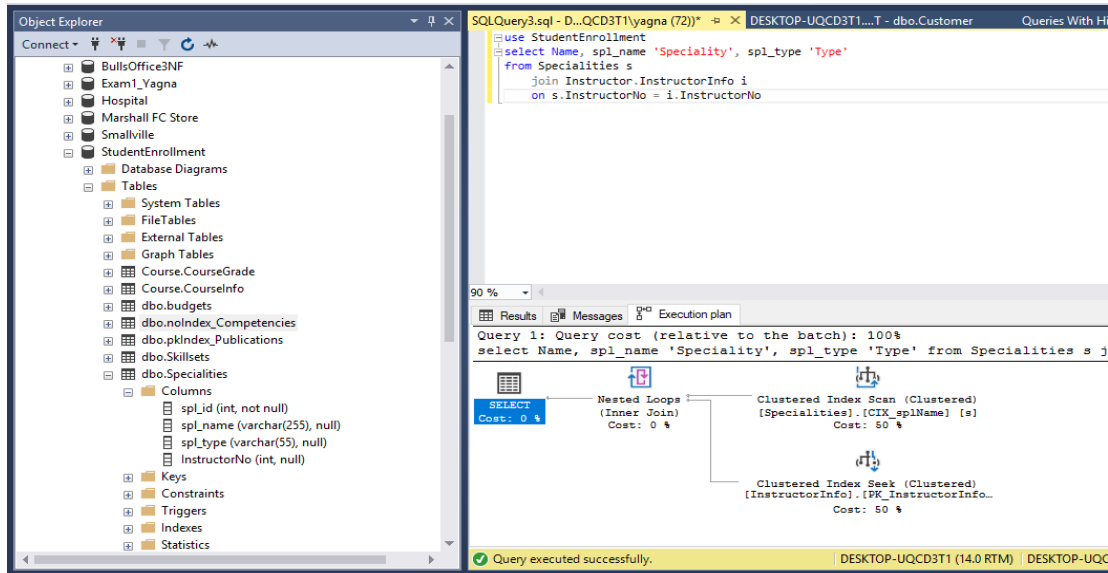 Object Explorer
Connect
BullsOffice3NF
Exam1_Yagna
Hospital
Marshall FC Store
Smallville
StudentEnrollment
Database Diagrams
Tables
System Tables
FileTables
External Tables
Graph Tables
Course.CourseGrade
Course.CourseInfo
dbo.budgets
dbo.noIndex_Competencies
dbo.pkIndex_Publications
dbo.Skillsets
dbo.Specialities
Columns
spl_id (int, not null)
spl_name (varchar(255), null)
spl_type (varchar(55), null)
InstructorNo (int, null)
Keys
Constraints
Triggers
Indexes
Statistics
SQLQuery3.sql - D...QCD3T1\yagna (72))* DESKTOP-UQCD3T1....T - dbo.Customer Queries With Hi
use StudentEnrollment
select Name, spl_name 'Speciality', spl_type 'Type'
from Specialities s
join Instructor.InstructorInfo i
on s.InstructorNo = i.InstructorNo
90 %
Results Messages Execution plan
Query 1: Query cost (relative to the batch): 100%
select Name, spl_name 'Speciality', spl_type 'Type' from Specialities s j
SELECT
Cost: 0 %
Nested Loops
(Inner Join)
Cost: 0 %
Clustered Index Scan (Clustered)
[Specialities].[CIX_splName] [s]
Cost: 50 %
Clustered Index Seek (Clustered)
[InstructorInfo].[PK_InstructorInfo…
Cost: 50 %
Query executed successfully. DESKTOP-UQCD3T1 (14.0 RTM) DESKTOP-UQC